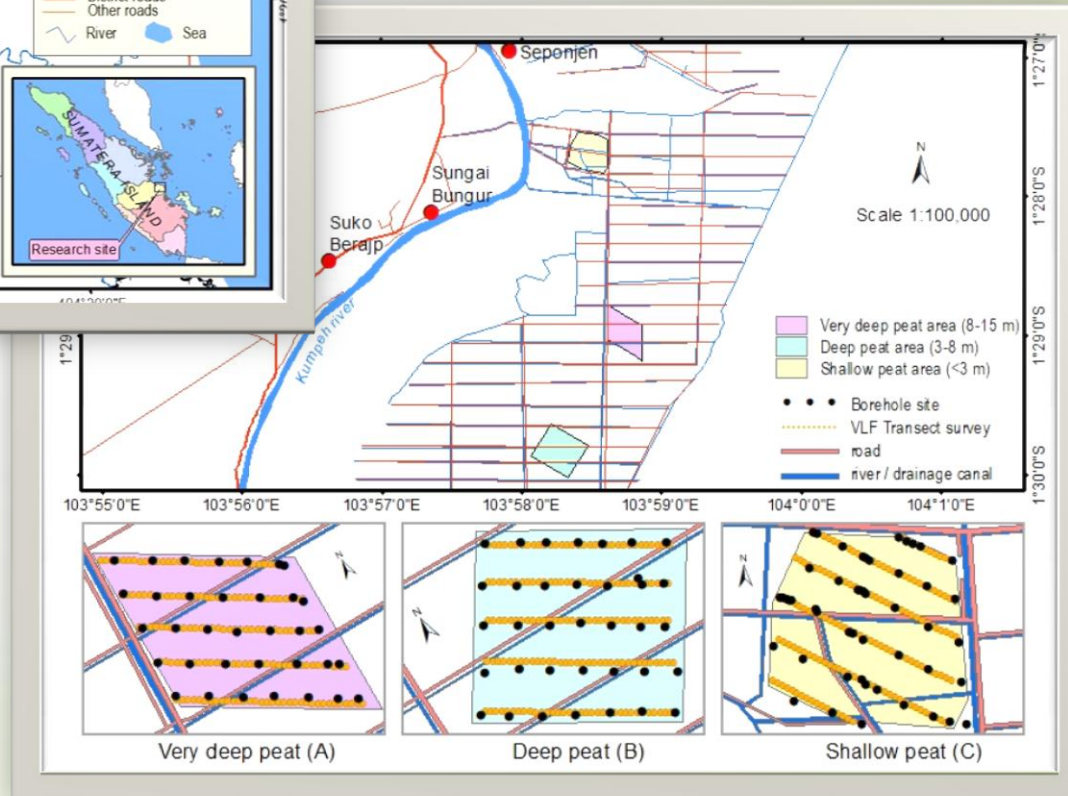 Other roads
River
Sea
SUMATERA ISLAND
Research site
Seponjen
Sungai
Bungur
Suko
Berajp
Kumpeh river
N
Scale 1:100,000
Very deep peat area (8-15 m)
Deep peat area (3-8 m)
Shallow peat area (<3 m)
Borehole site
VLF Transect survey
road
river / drainage canal
1°27'0"S
1°28'0"S
1°29'0"S
1°30'0"S
1°29
103°55'0"E
103°56'0"E
103°57'0"E
103°58'0"E
103°59'0"E
104°0'0"E
104°1'0"E
N
N
N
Very deep peat (A)
Deep peat (B)
Shallow peat (C)